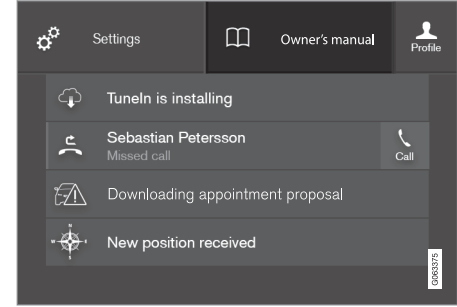 Settings
Owner's manual
Profile
TuneIn is installing
Sebastian Petersson
Missed call
Call
Downloading appointment proposal
New position received
G063375